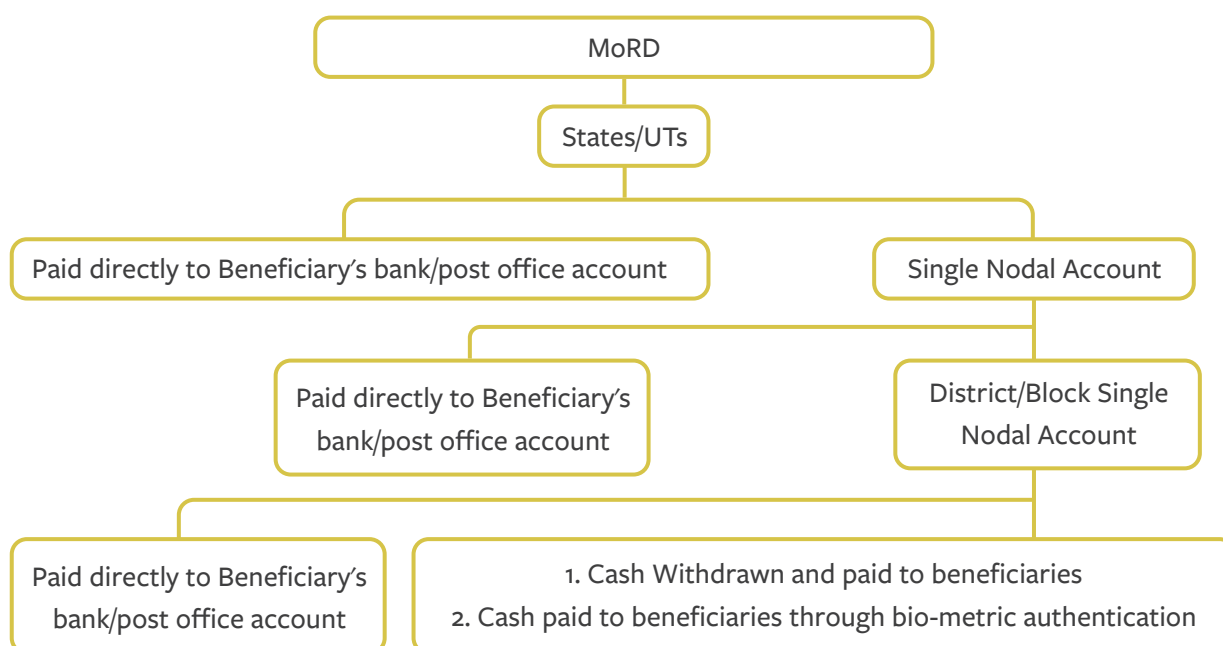 MoRD
States/UTs
Paid directly to Beneficiary's bank/post office account
Single Nodal Account
Paid directly to Beneficiary's
bank/post office account
District/Block Single
Nodal Account
Paid directly to Beneficiary's
bank/post office account
1. Cash Withdrawn and paid to beneficiaries
2. Cash paid to beneficiaries through bio-metric authentication